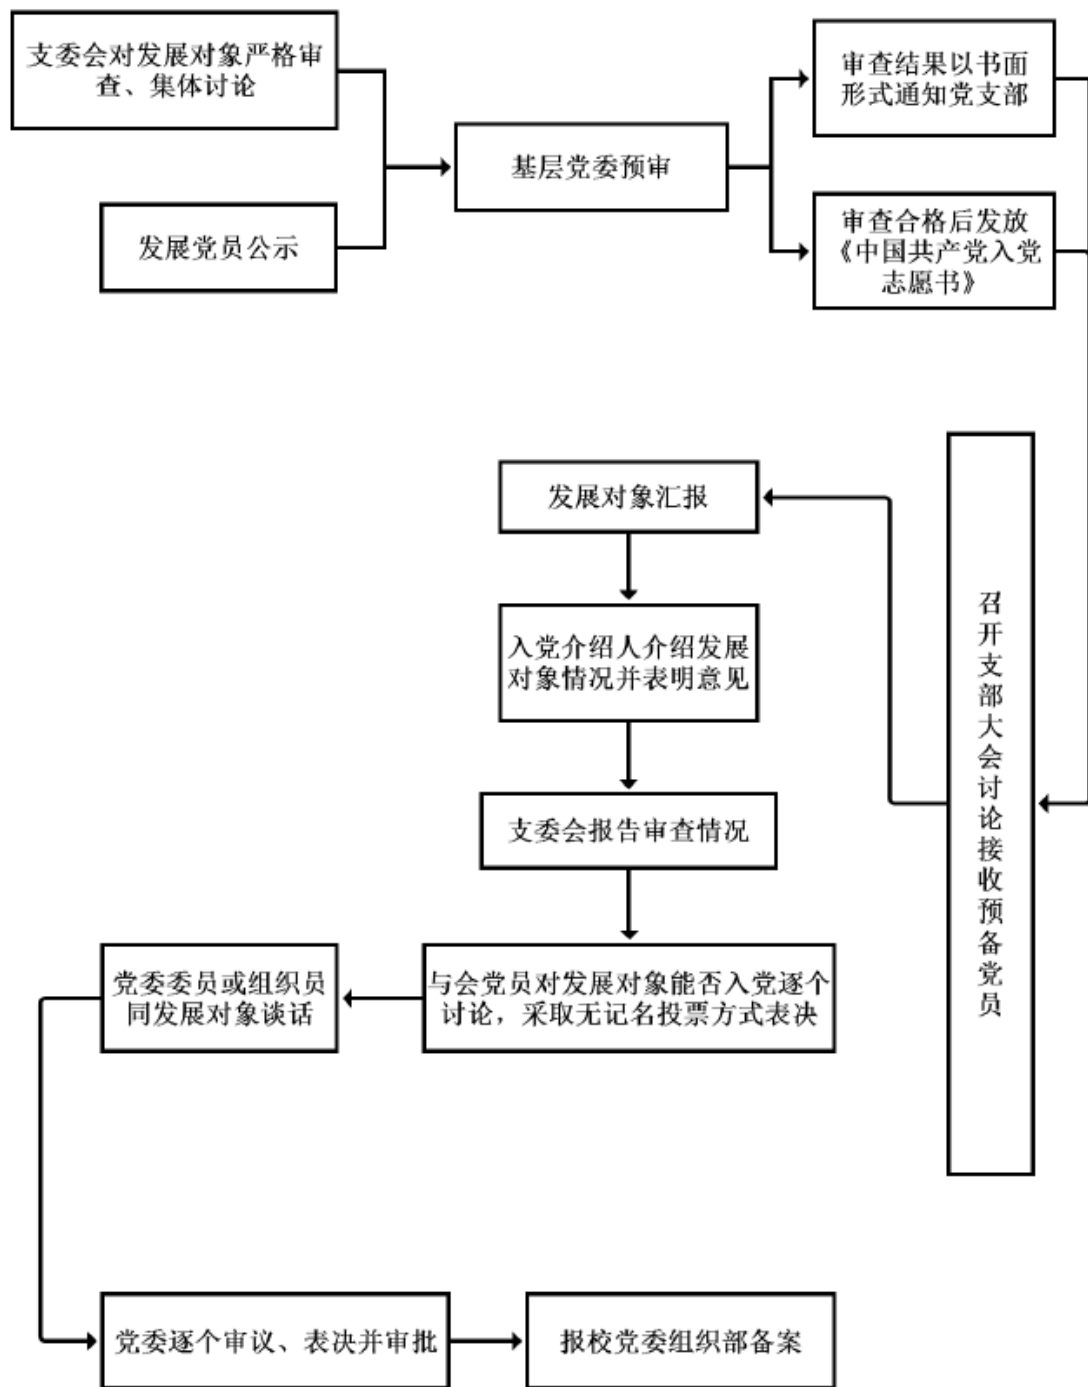 支委会对发展对象严格审
查、集体讨论
发展党员公示
基层党委预审
审查结果以书面
形式通知党支部
审查合格后发放
《中国共产党入党
志愿书》
召开支部大会讨论接收预备党员
发展对象汇报
入党介绍人介绍发展
对象情况并表明意见
支委会报告审查情况
与会党员对发展对象能否入党逐个
讨论，采取无记名投票方式表决
党委委员或组织员
同发展对象谈话
党委逐个审议、表决并审批
报校党委组织部备案